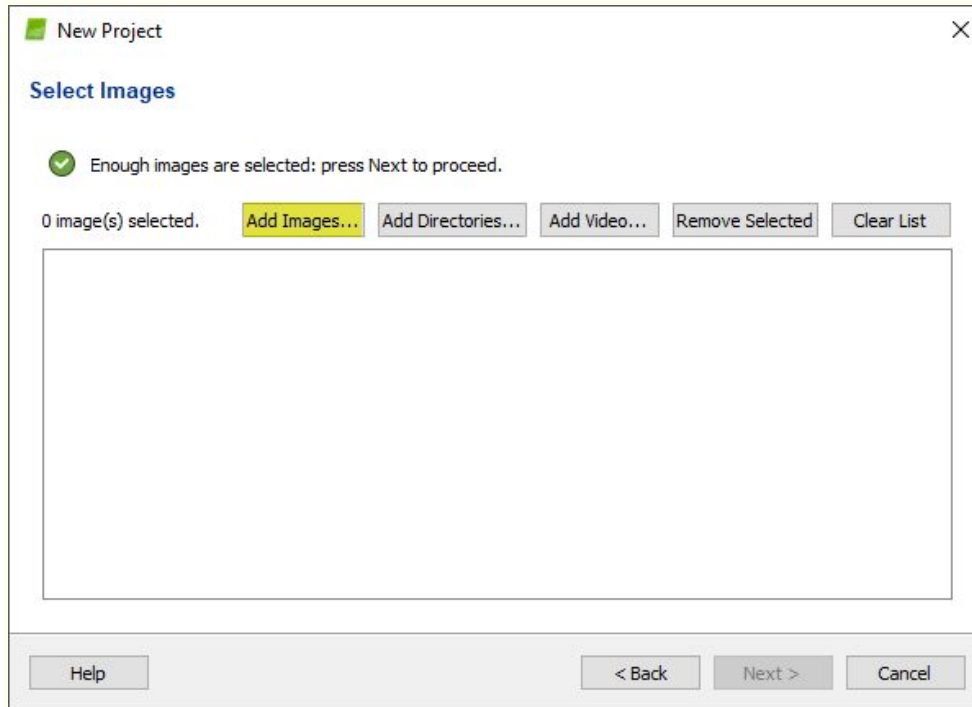 New Project
Select Images
Enough images are selected: press Next to proceed.
0 image(s) selected. Add Images... Add Directories... Add Video... Remove Selected Clear List
Help < Back Next > Cancel